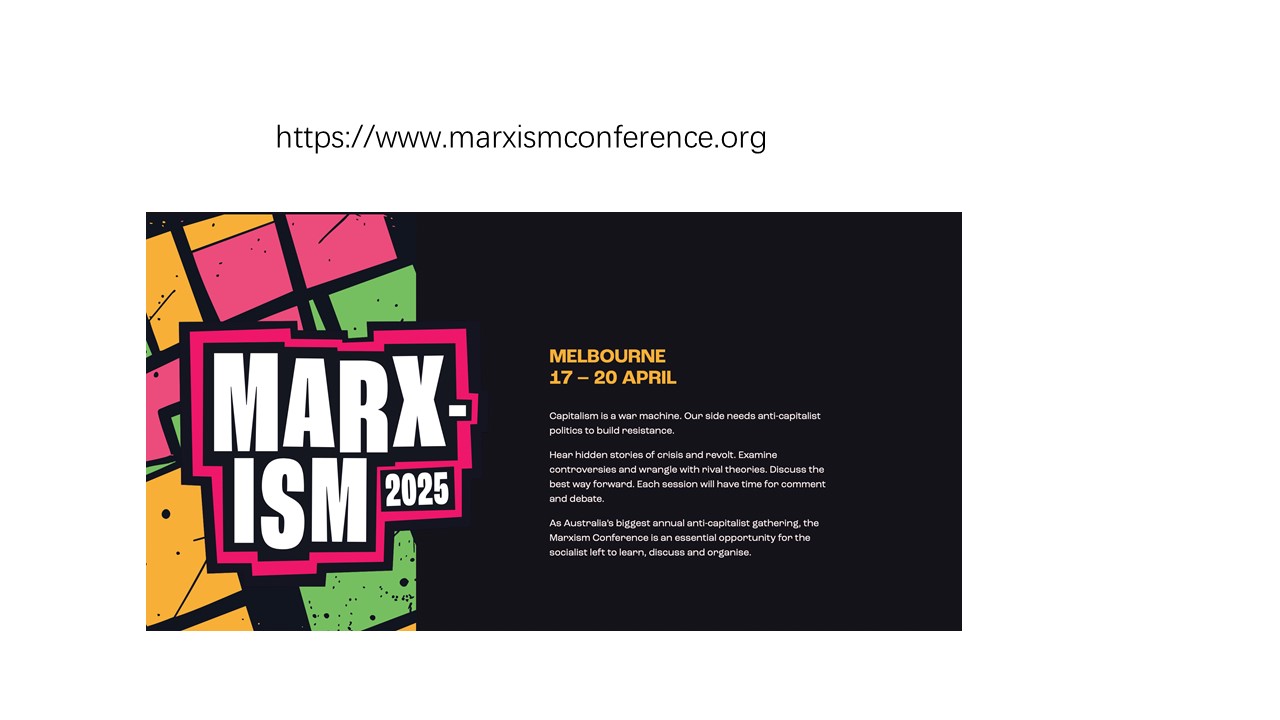 https://www.marxismconference.org
MARX-
ISM
2025
MELBOURNE
17 – 20 APRIL
Capitalism is a war machine. Our side needs anti-capitalist
politics to build resistance.
Hear hidden stories of crisis and revolt. Examine
controversies and wrangle with rival theories. Discuss the
best way forward. Each session will have time for comment
and debate.
As Australia's biggest annual anti-capitalist gathering, the
Marxism Conference is an essential opportunity for the
socialist left to learn, discuss and organise.